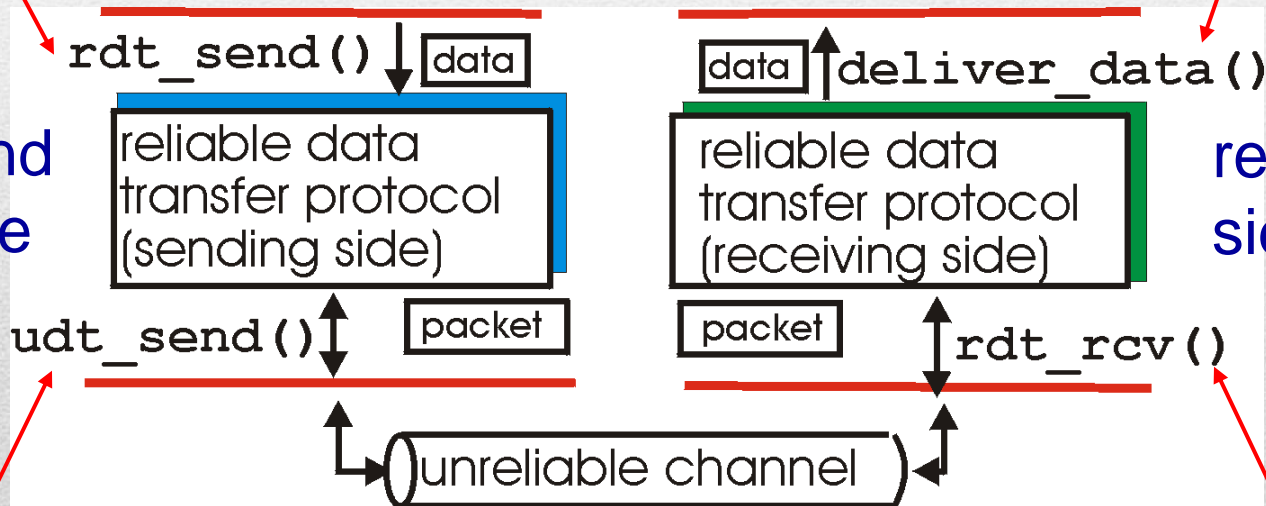 rdt_send()
data
data
deliver_data()
reliable data
transfer protocol
(sending side)
reliable data
transfer protocol
(receiving side)
udt_send()
packet
packet
rdt_rcv()
unreliable channel